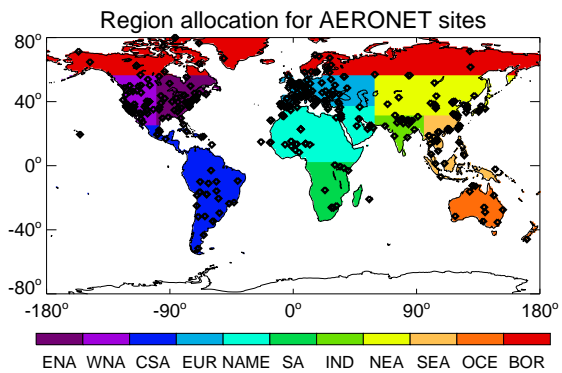 Region allocation for AERONET sites
80°
40°
0°
-40°
-80°
-180° -90° 0° 90° 180°
ENA WNA CSA EUR NAME SA IND NEA SEA OCE BOR